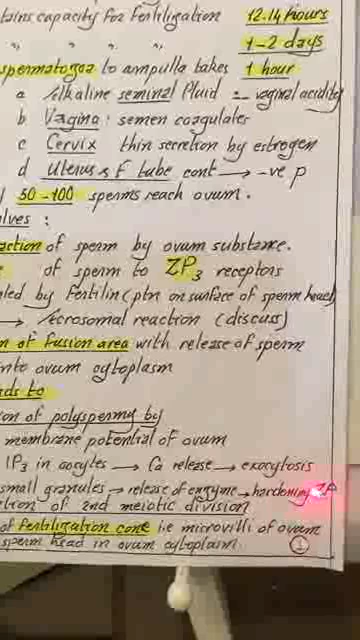 tains capacity for fertilization 12-14 hours
" " " " 1-2 days
spermatozoa to ampulla takes 1 hour
a Alkaline seminal fluid vaginal acidity
b Vagina: semen coagulates
c Cervix thin secretion by estrogen
d Uterus & F tube cont → -ve p
50-100 sperms reach ovum.
lves :
action of sperm by ovum substance.
of sperm to ZP3 receptors
led by Fertilin (ptn on surface of sperm head)
→ Acrosomal reaction (discuss)
n of fusion area with release of sperm
into ovum cytoplasm
ds to
ion of polyspermy by
membrane potential of ovum
IP3 in oocytes → Ca release → exocytosis
small granules → release of enzyme → hardening ZP
etion of 2nd meiotic division
of fertilization cone i.e microvilli of ovum
sperm head in ovum cytoplasm. 1